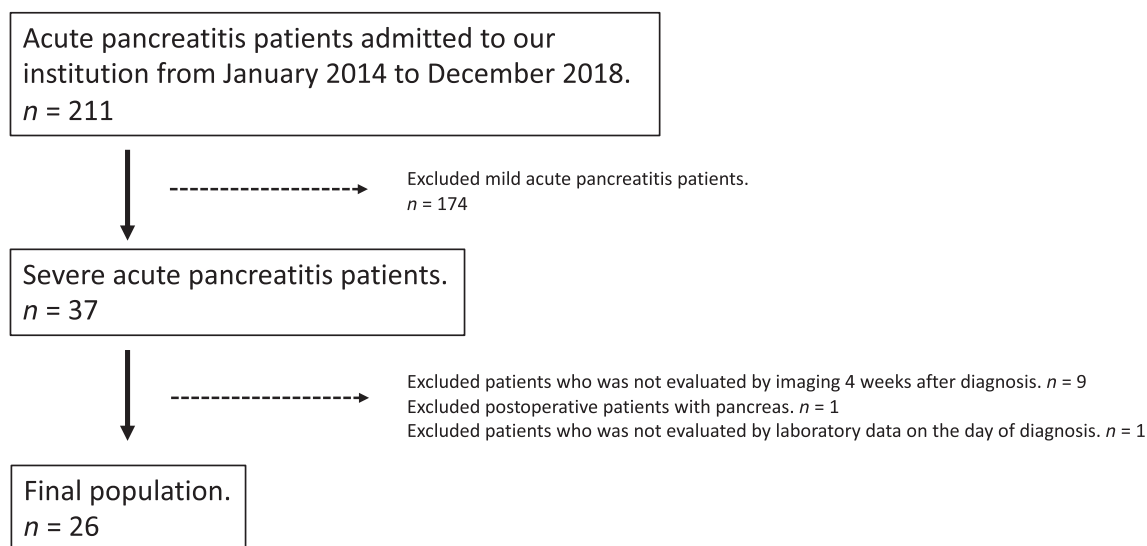 Acute pancreatitis patients admitted to our
institution from January 2014 to December 2018.
n = 211
Excluded mild acute pancreatitis patients.
n = 174
Severe acute pancreatitis patients.
n = 37
Excluded patients who was not evaluated by imaging 4 weeks after diagnosis. n = 9
Excluded postoperative patients with pancreas. n = 1
Excluded patients who was not evaluated by laboratory data on the day of diagnosis. n = 1
Final population.
n = 26